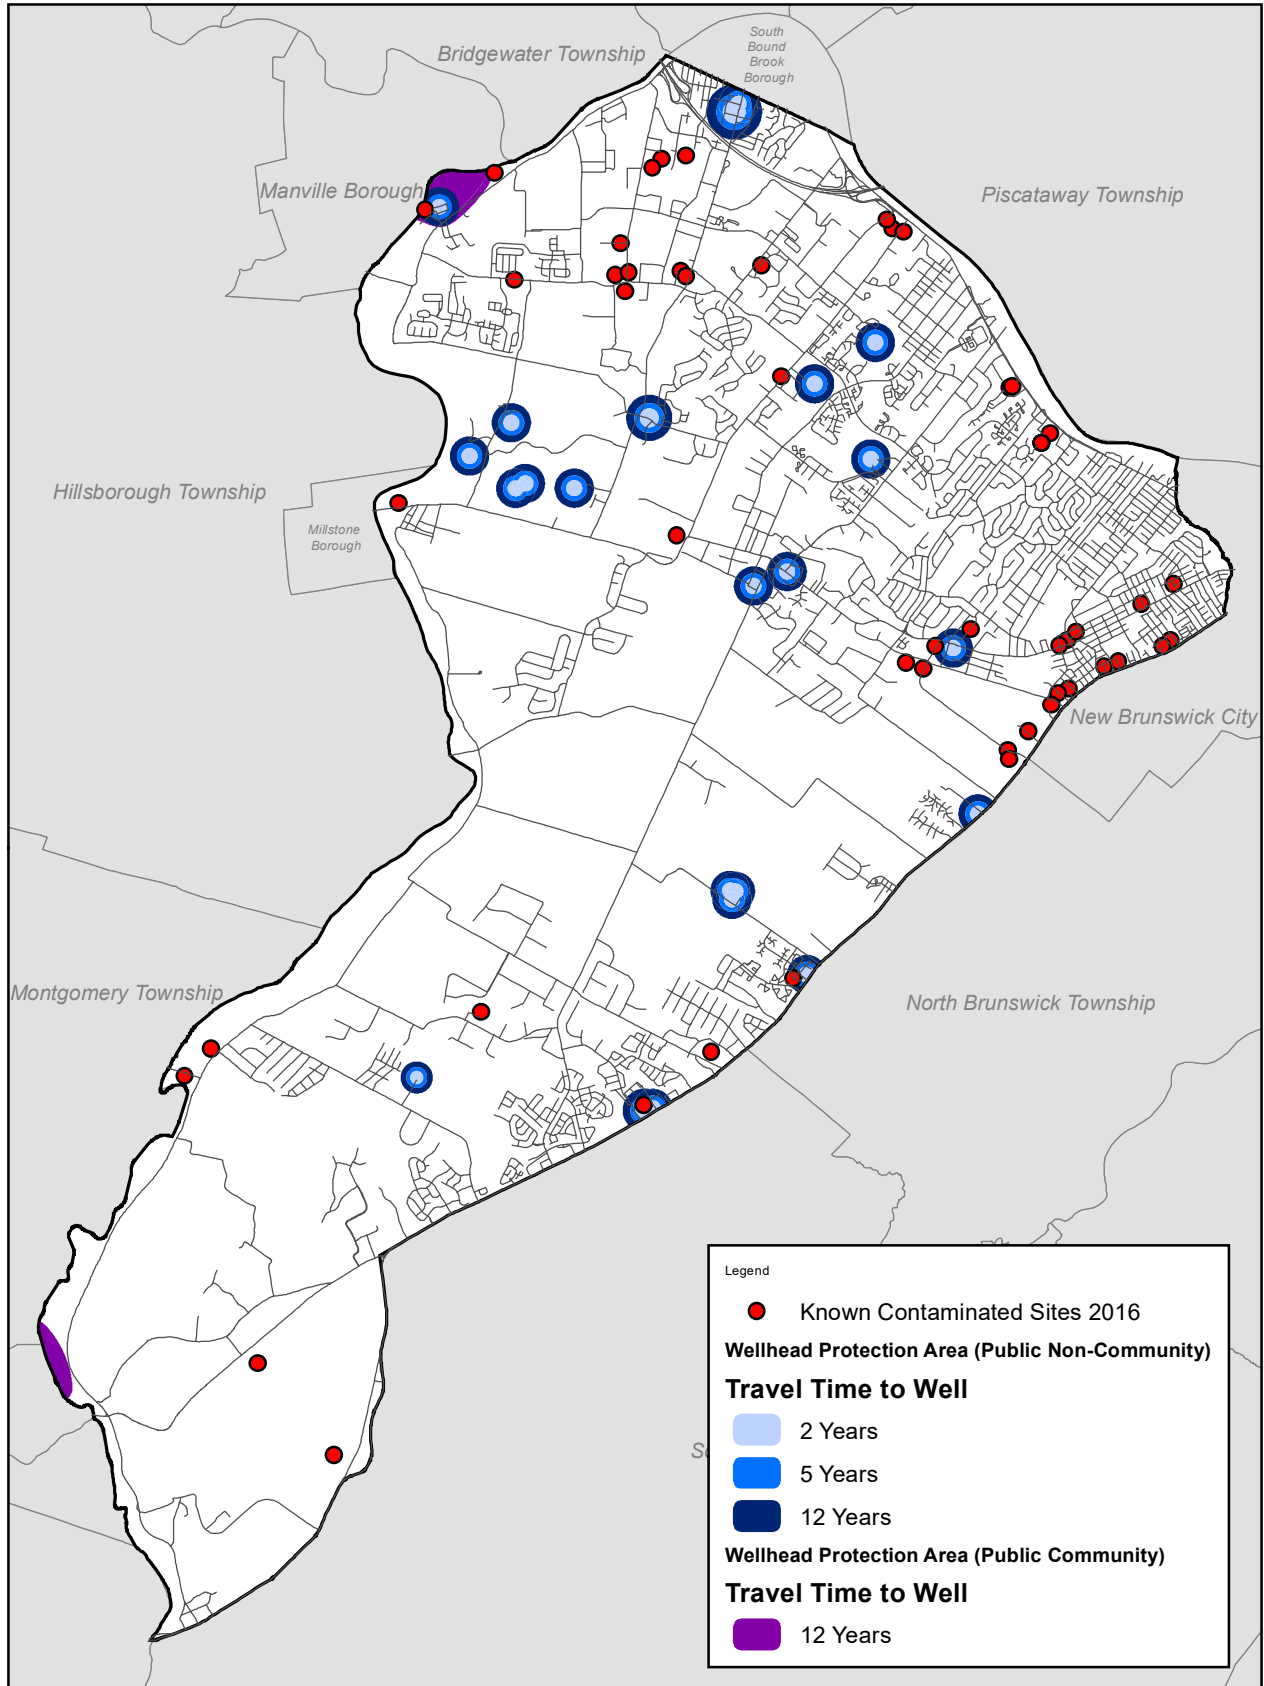 South
Bound
Brook
Borough
Bridgewater Township
Manville Borough
Piscataway Township
Hillsborough Township
Millstone
Borough
New Brunswick City
Montgomery Township
North Brunswick Township
Legend
Known Contaminated Sites 2016
Wellhead Protection Area (Public Non-Community)
Travel Time to Well
2 Years
5 Years
12 Years
Wellhead Protection Area (Public Community)
Travel Time to Well
12 Years